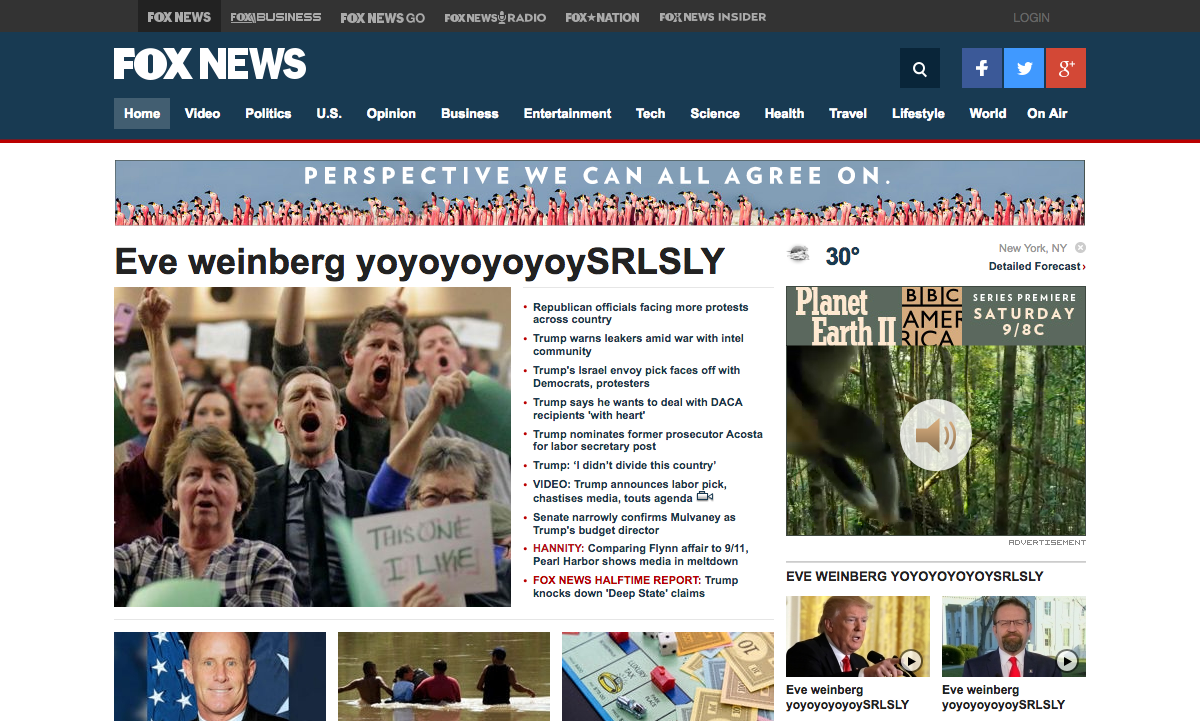 FOX NEWS
FOX BUSINESS
FOX NEWS GO
FOX NEWS RADIO
FOX NATION
FOX NEWS INSIDER
LOGIN
FOX NEWS
Home
Video
Politics
U.S.
Opinion
Business
Entertainment
Tech
Science
Health
Travel
Lifestyle
World
On Air
PERSPECTIVE WE CAN ALL AGREE ON.
Eve weinberg yoyoyoyoyoySRLSLY
30°
New York, NY
Detailed Forecast ›
THIS ONE
I LIKE!
• Republican officials facing more protests
across country
• Trump warns leakers amid war with intel
community
• Trump's Israel envoy pick faces off with
Democrats, protesters
• Trump says he wants to deal with DACA
recipients 'with heart'
• Trump nominates former prosecutor Acosta
for labor secretary post
• Trump: ‘I didn’t divide this country’
• VIDEO: Trump announces labor pick,
chastises media, touts agenda
• Senate narrowly confirms Mulvaney as
Trump's budget director
• HANNITY: Comparing Flynn affair to 9/11,
Pearl Harbor shows media in meltdown
• FOX NEWS HALFTIME REPORT: Trump
knocks down 'Deep State' claims
Planet
Earth II
BBC
AMER
RICA
SERIES PREMIERE
SATURDAY
9/8C
ADVERTISEMENT
EVE WEINBERG YOYOYOYOYOYSRLSLY
Eve weinberg
yoyoyoyoyoySRLSLY
Eve weinberg
yoyoyoyoyoySRLSLY
LUXURY
TAX